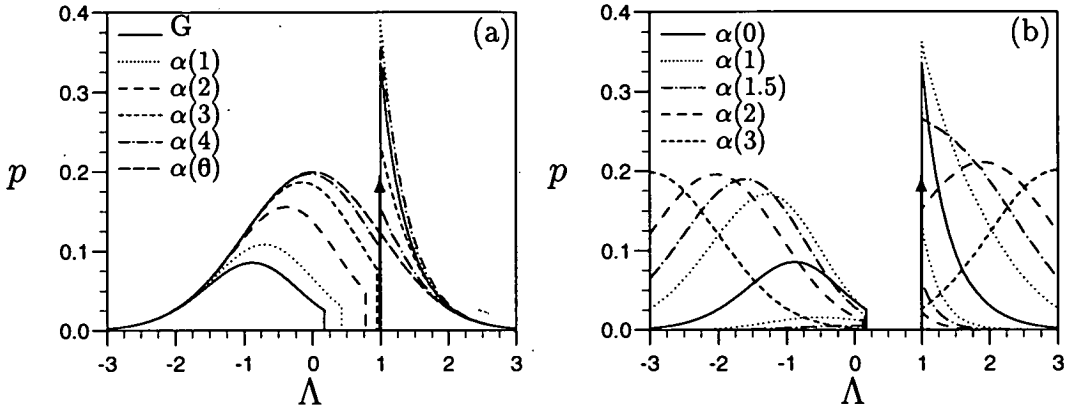 0.4 G (a)
α(1)
0.3 α(2)
α(3)
α(4)
p 0.2 α(θ)
0.1
0.0
-3 -2 -1 0 1 2 3
Λ
0.4 α(0) (b)
α(1)
0.3 α(1.5)
α(2)
α(3)
p 0.2
0.1
0.0
-3 -2 -1 0 1 2 3
Λ